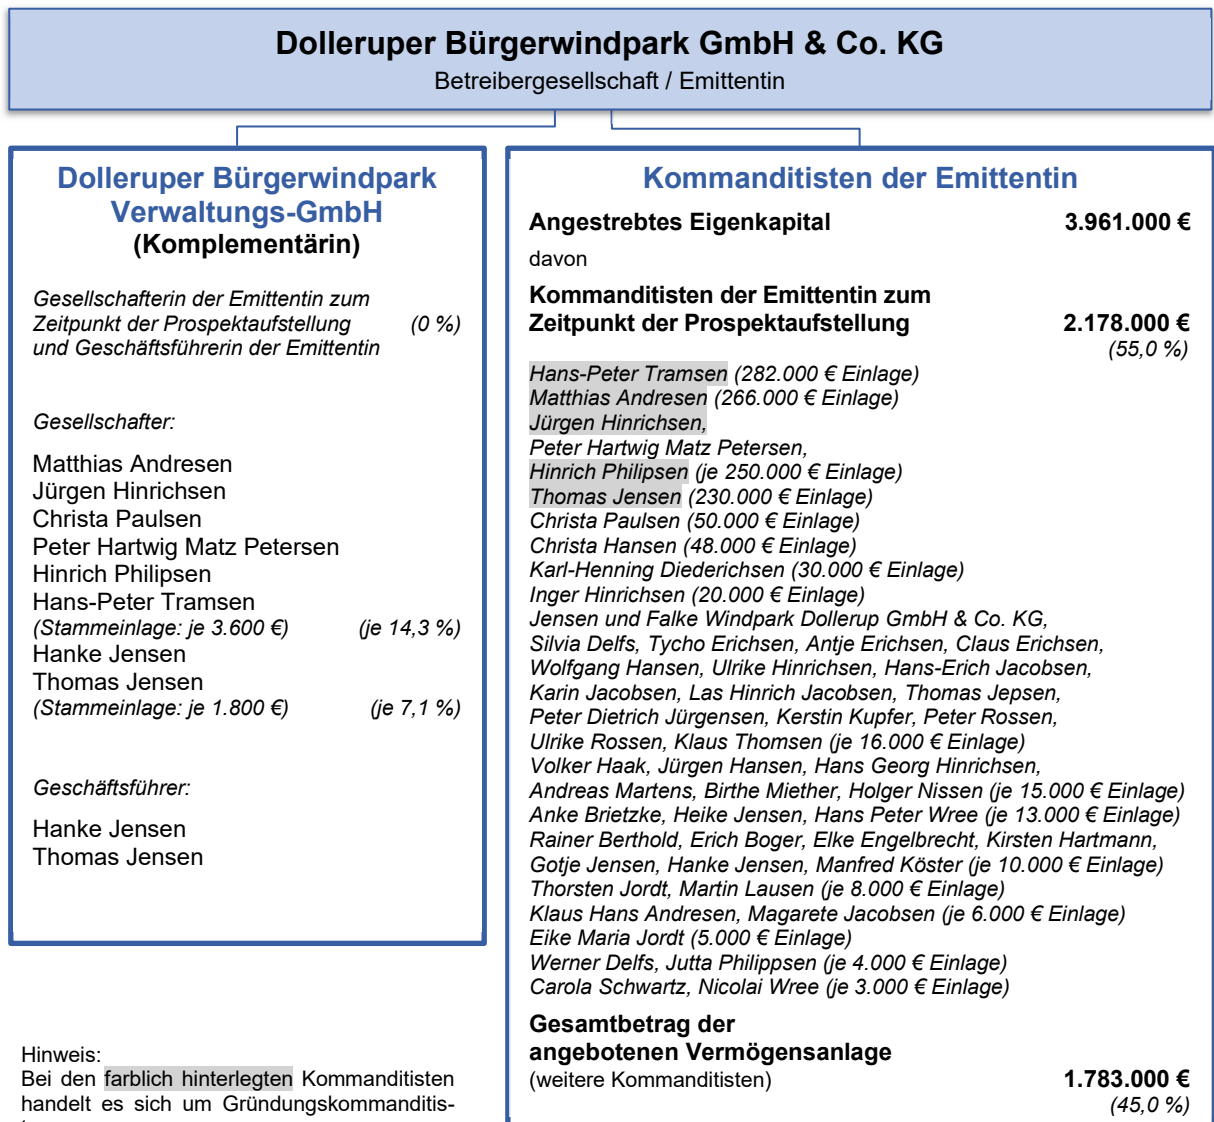 Dolleruper Bürgerwindpark GmbH & Co. KG
Betreibergesellschaft / Emittentin
Dolleruper Bürgerwindpark
Verwaltungs-GmbH
(Komplementärin)
Gesellschafterin der Emittentin zum
Zeitpunkt der Prospektaufstellung (0 %)
und Geschäftsführerin der Emittentin
Gesellschafter:
Matthias Andresen
Jürgen Hinrichsen
Christa Paulsen
Peter Hartwig Matz Petersen
Hinrich Philipsen
Hans-Peter Tramsen
(Stammeinlage: je 3.600 €) (je 14,3 %)
Hanke Jensen
Thomas Jensen
(Stammeinlage: je 1.800 €) (je 7,1 %)
Geschäftsführer:
Hanke Jensen
Thomas Jensen
Hinweis:
Bei den farblich hinterlegten Kommanditisten
handelt es sich um Gründungskommanditis-
Kommanditisten der Emittentin
Angestrebtes Eigenkapital 3.961.000 €
davon
Kommanditisten der Emittentin zum
Zeitpunkt der Prospektaufstellung 2.178.000 €
(55,0 %)
Hans-Peter Tramsen (282.000 € Einlage)
Matthias Andresen (266.000 € Einlage)
Jürgen Hinrichsen,
Peter Hartwig Matz Petersen,
Hinrich Philipsen (je 250.000 € Einlage)
Thomas Jensen (230.000 € Einlage)
Christa Paulsen (50.000 € Einlage)
Christa Hansen (48.000 € Einlage)
Karl-Henning Diederichsen (30.000 € Einlage)
Inger Hinrichsen (20.000 € Einlage)
Jensen und Falke Windpark Dollerup GmbH & Co. KG,
Silvia Delfs, Tycho Erichsen, Antje Erichsen, Claus Erichsen,
Wolfgang Hansen, Ulrike Hinrichsen, Hans-Erich Jacobsen,
Karin Jacobsen, Las Hinrich Jacobsen, Thomas Jepsen,
Peter Dietrich Jürgensen, Kerstin Kupfer, Peter Rossen,
Ulrike Rossen, Klaus Thomsen (je 16.000 € Einlage)
Volker Haak, Jürgen Hansen, Hans Georg Hinrichsen,
Andreas Martens, Birthe Miether, Holger Nissen (je 15.000 € Einlage)
Anke Brietzke, Heike Jensen, Hans Peter Wree (je 13.000 € Einlage)
Rainer Berthold, Erich Boger, Elke Engelbrecht, Kirsten Hartmann,
Gotje Jensen, Hanke Jensen, Manfred Köster (je 10.000 € Einlage)
Thorsten Jordt, Martin Lausen (je 8.000 € Einlage)
Klaus Hans Andresen, Magarete Jacobsen (je 6.000 € Einlage)
Eike Maria Jordt (5.000 € Einlage)
Werner Delfs, Jutta Philippsen (je 4.000 € Einlage)
Carola Schwartz, Nicolai Wree (je 3.000 € Einlage)
Gesamtbetrag der
angebotenen Vermögensanlage
(weitere Kommanditisten) 1.783.000 €
(45,0 %)